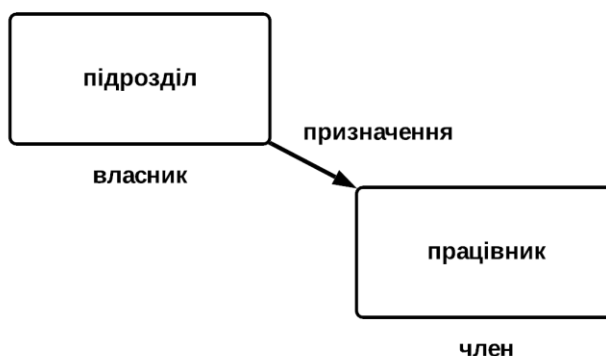 підрозділ
призначення
власник
працівник
член